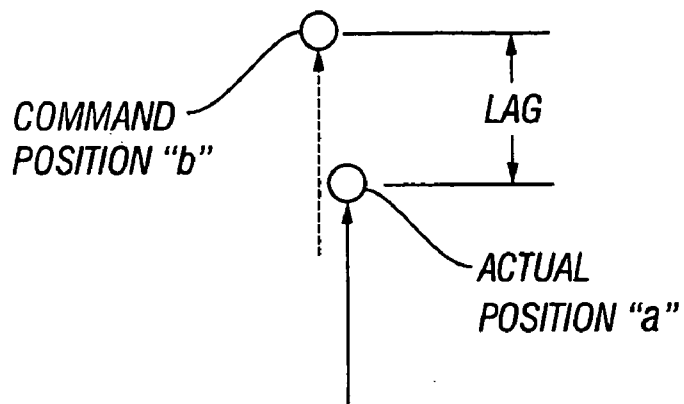 COMMAND
POSITION “b”
LAG
ACTUAL
POSITION “a”